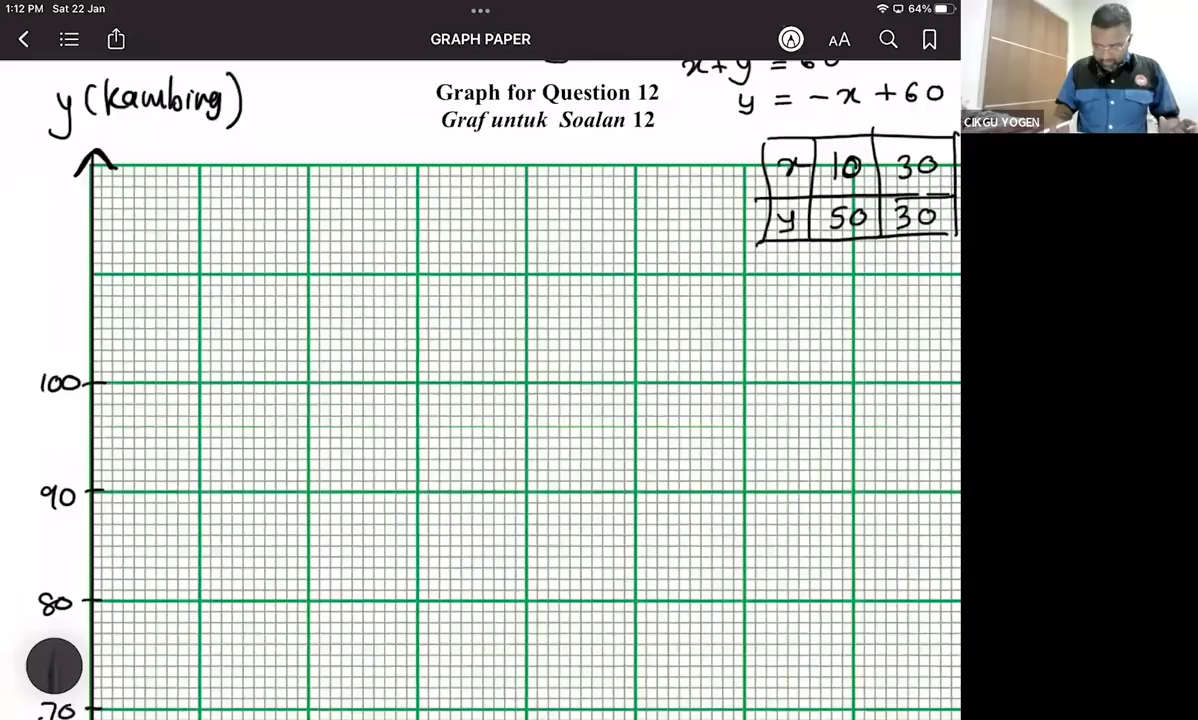 1:12 PM Sat 22 Jan
64%
GRAPH PAPER
AA
y (kambing)
Graph for Question 12
Graf untuk Soalan 12
x + y = 60
y = -x + 60
CIKGU YOGEN
x 10 30
y 50 30
100
90
80
70